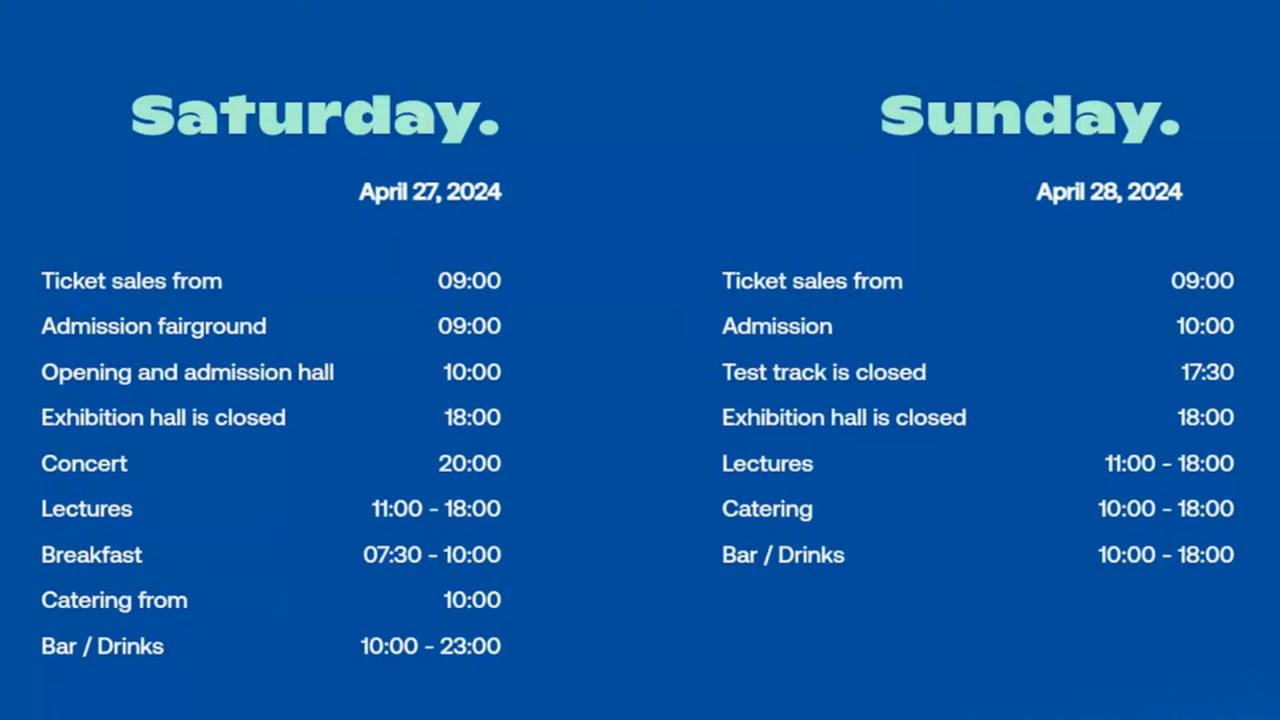 Saturday.
April 27, 2024
Ticket sales from 09:00
Admission fairground 09:00
Opening and admission hall 10:00
Exhibition hall is closed 18:00
Concert 20:00
Lectures 11:00 - 18:00
Breakfast 07:30 - 10:00
Catering from 10:00
Bar / Drinks 10:00 - 23:00
Sunday.
April 28, 2024
Ticket sales from 09:00
Admission 10:00
Test track is closed 17:30
Exhibition hall is closed 18:00
Lectures 11:00 - 18:00
Catering 10:00 - 18:00
Bar / Drinks 10:00 - 18:00